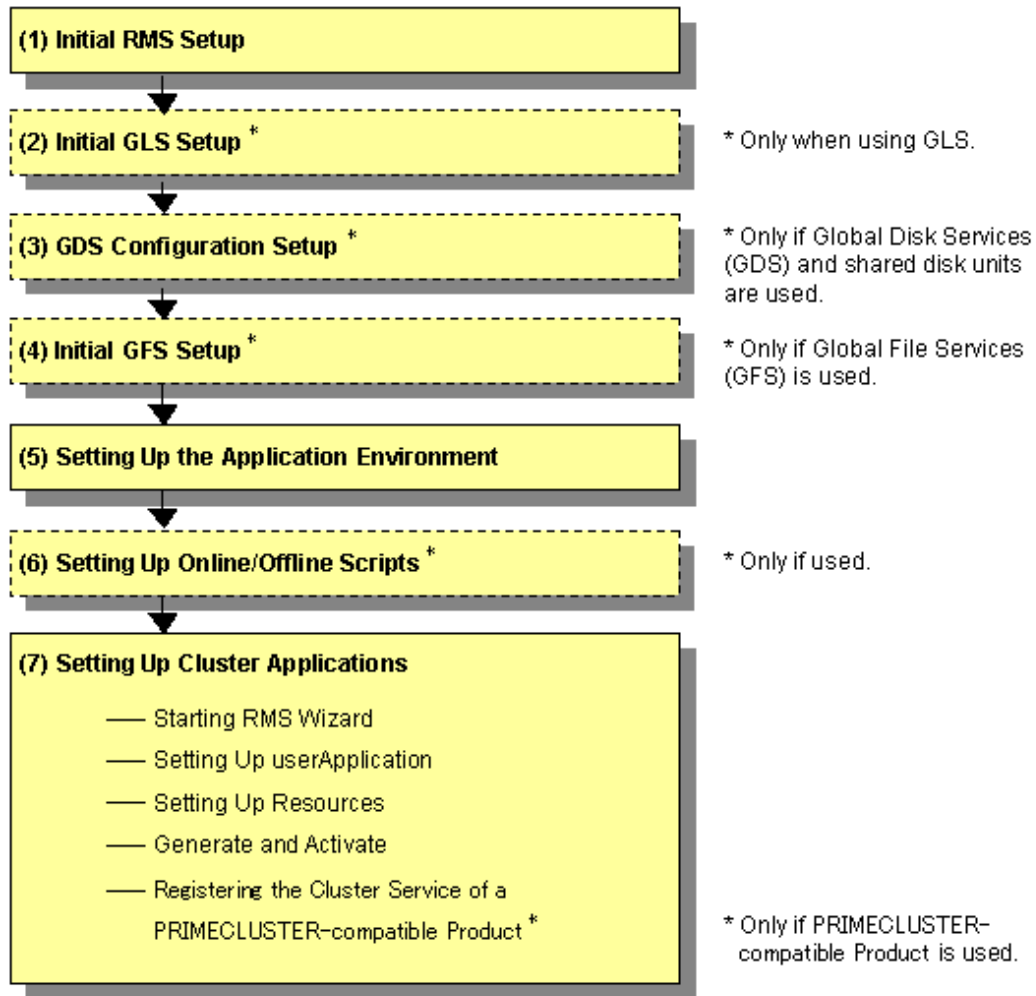 (1) Initial RMS Setup
(2) Initial GLS Setup *
* Only when using GLS.
(3) GDS Configuration Setup *
* Only if Global Disk Services
(GDS) and shared disk units
are used.
(4) Initial GFS Setup *
* Only if Global File Services
(GFS) is used.
(5) Setting Up the Application Environment
(6) Setting Up Online/Offline Scripts *
* Only if used.
(7) Setting Up Cluster Applications
— Starting RMS Wizard
— Setting Up userApplication
— Setting Up Resources
— Generate and Activate
— Registering the Cluster Service of a
PRIMECLUSTER-compatible Product *
* Only if PRIMECLUSTER-
compatible Product is used.